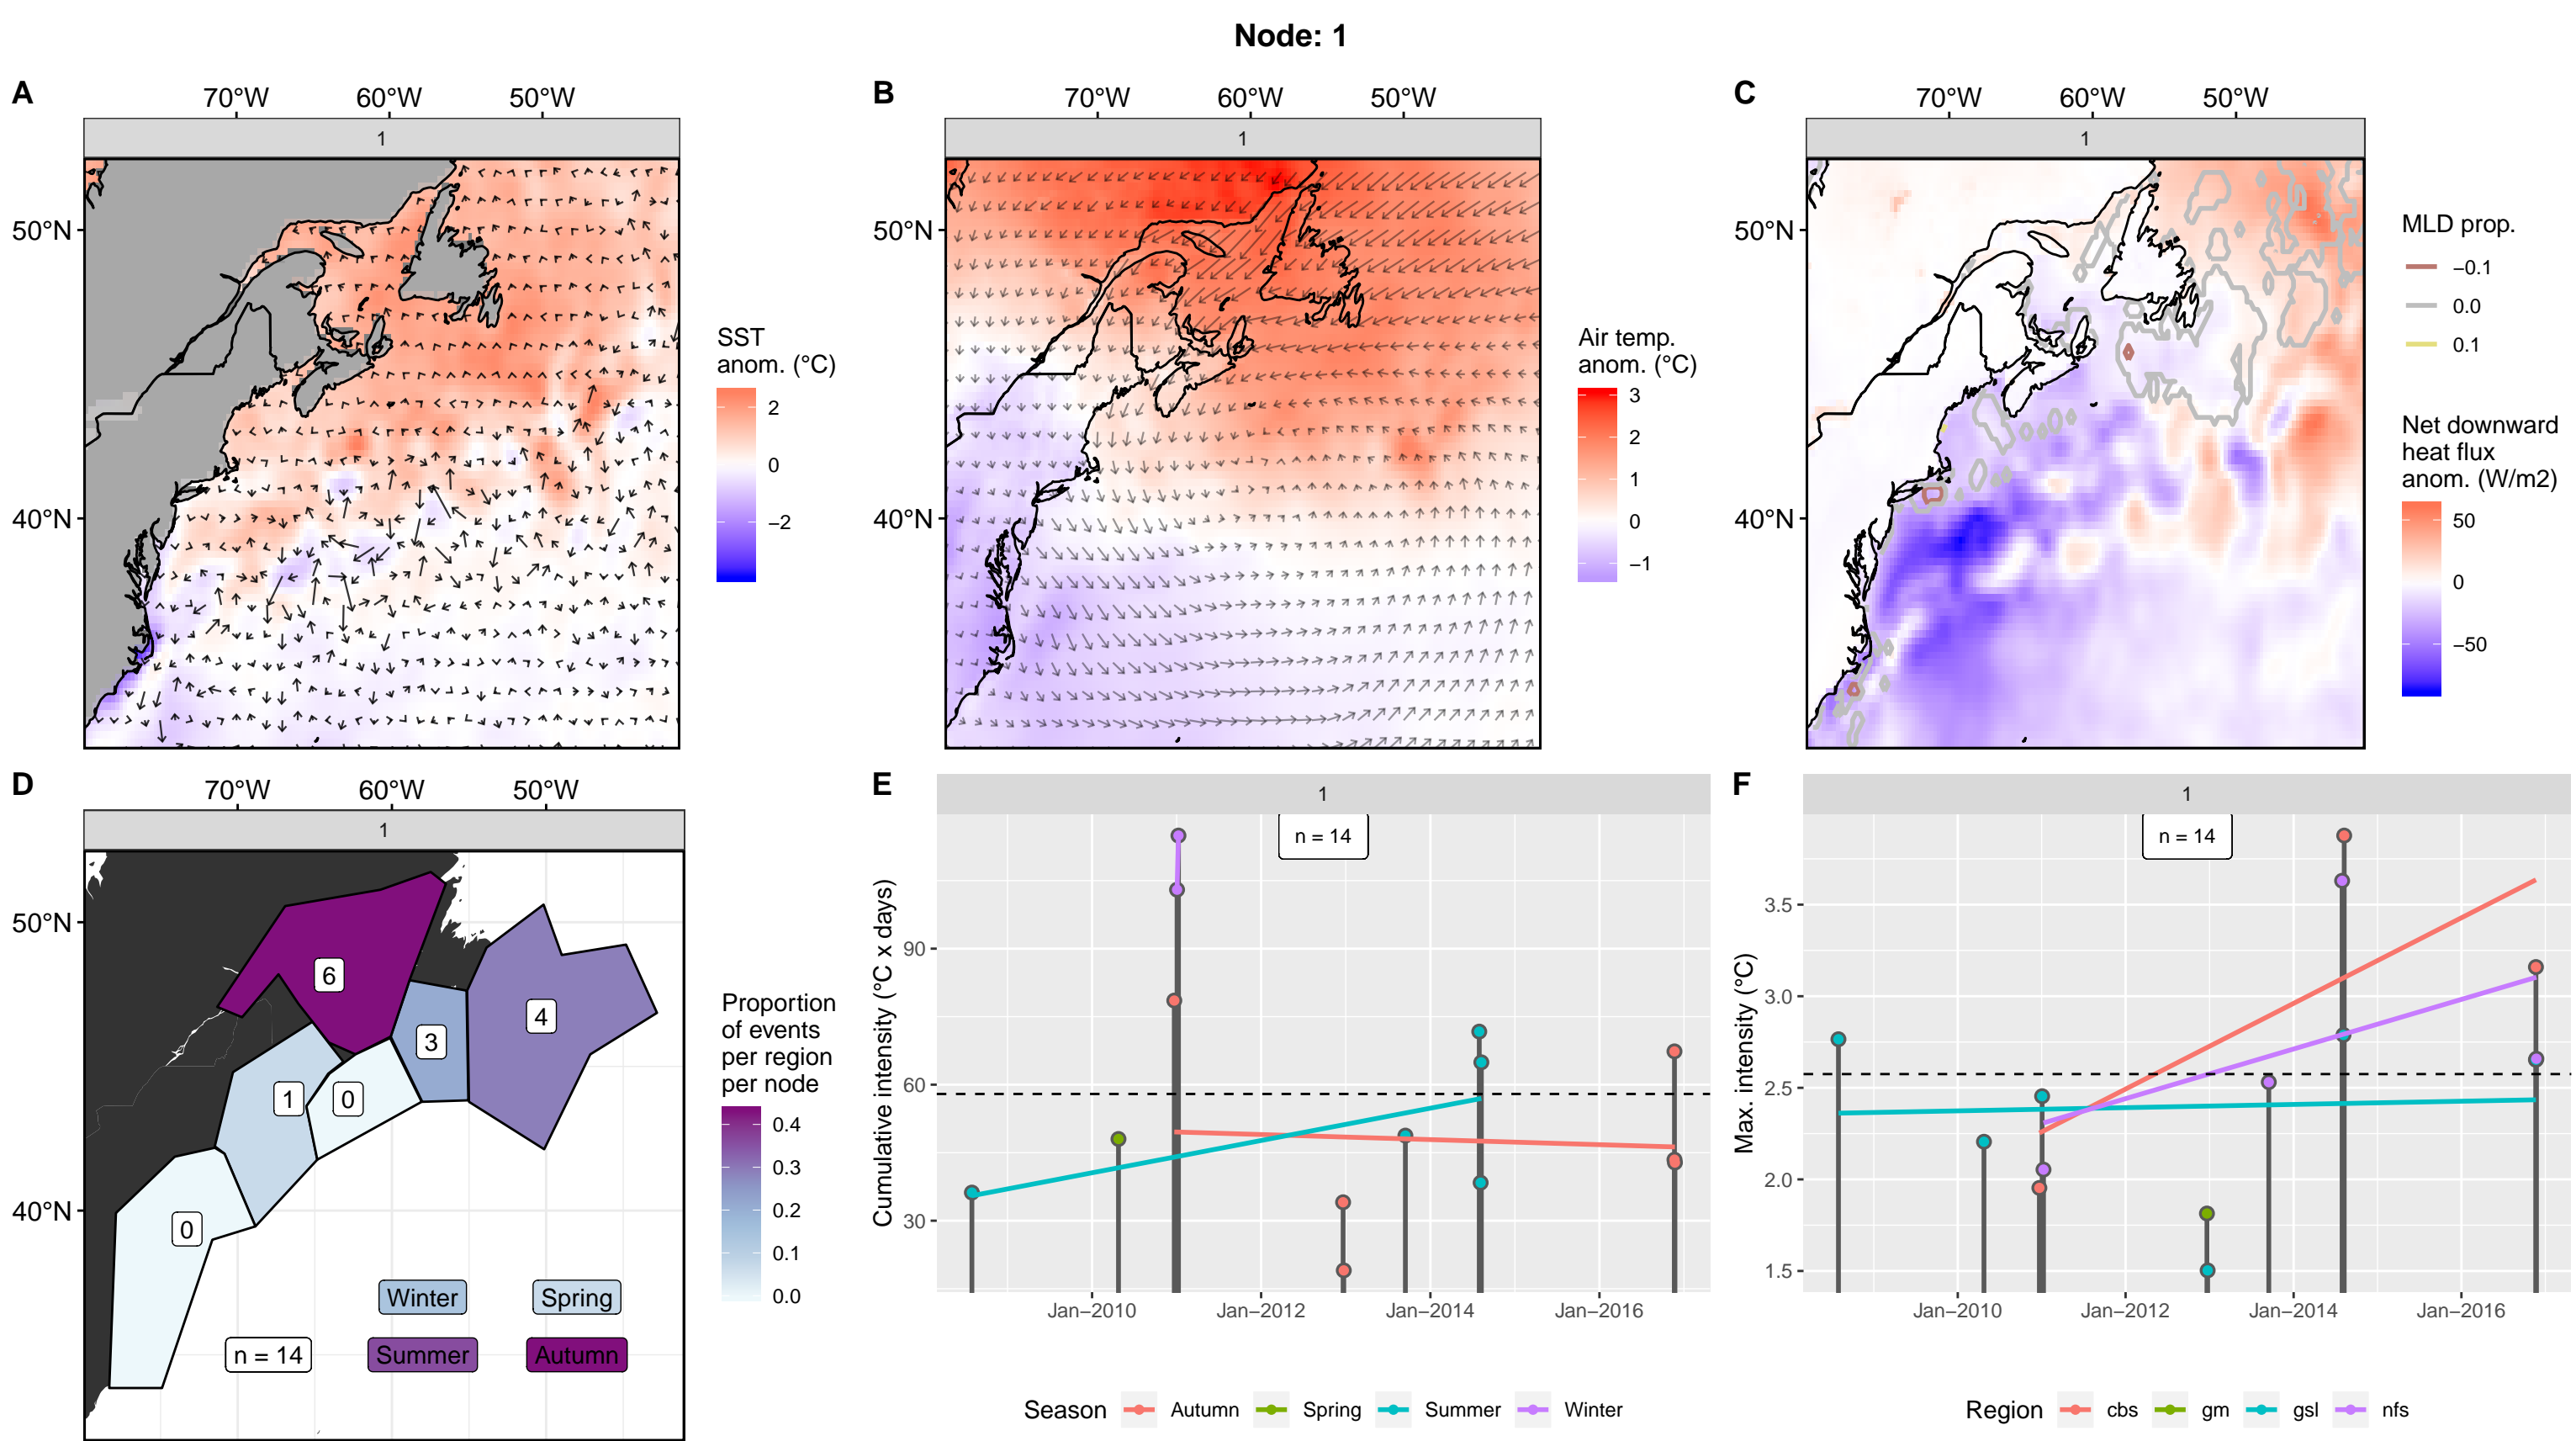 Node: 1
A
70°W 60°W 50°W
1
50°N
40°N
SST
anom. (°C)
2
0
−2
B
70°W 60°W 50°W
1
50°N
40°N
Air temp.
anom. (°C)
3
2
1
0
−1
C
70°W 60°W 50°W
1
50°N
40°N
MLD prop.
−0.1
0.0
0.1
Net downward
heat flux
anom. (W/m2)
50
0
−50
D
70°W 60°W 50°W
1
50°N
40°N
6
4
3
1
0
0
Winter Spring
n = 14 Summer Autumn
Proportion
of events
per region
per node
0.4
0.3
0.2
0.1
0.0
E
1
n = 14
Cumulative intensity (°C x days)
90
60
30
Jan−2010 Jan−2012 Jan−2014 Jan−2016
Season Autumn Spring Summer Winter
F
1
n = 14
Max. intensity (°C)
3.5
3.0
2.5
2.0
1.5
Jan−2010 Jan−2012 Jan−2014 Jan−2016
Region cbs gm gsl nfs